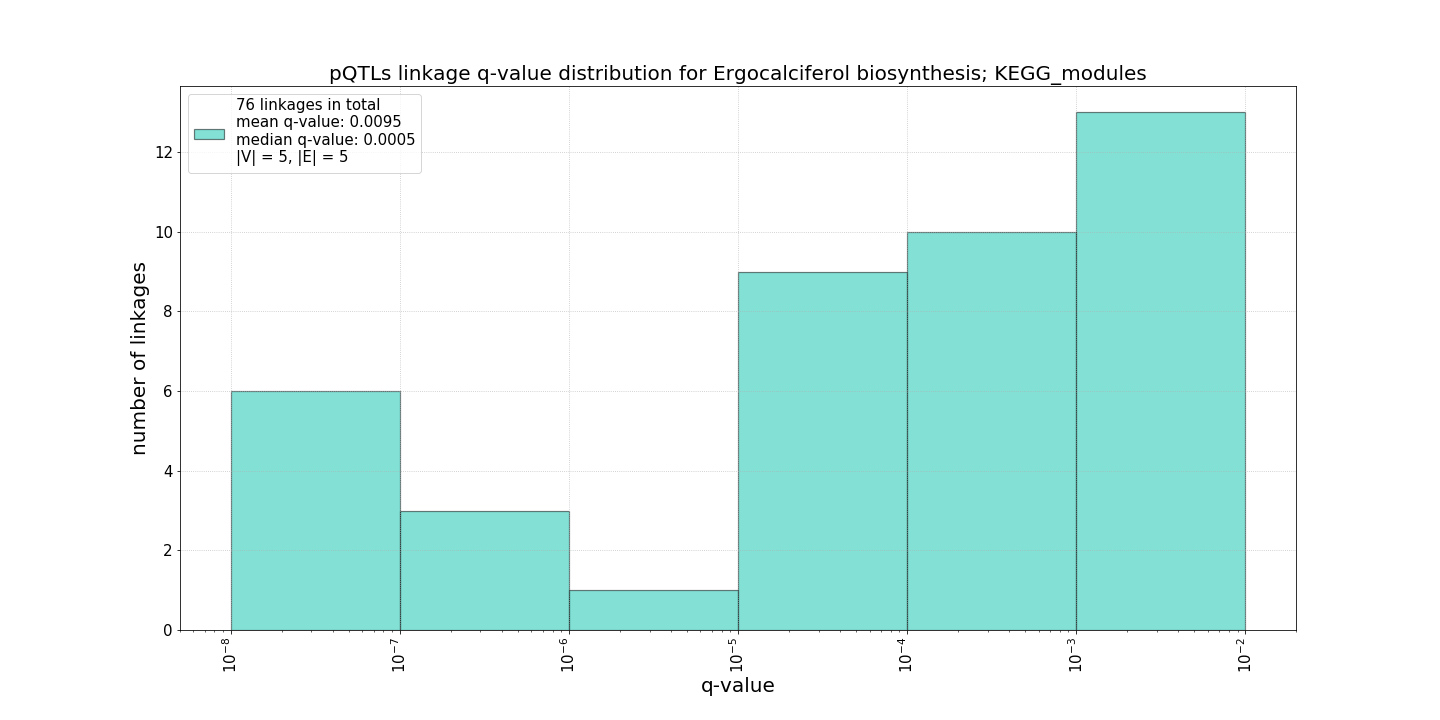 pQTLs linkage q-value distribution for Ergocalciferol biosynthesis; KEGG_modules
76 linkages in total
mean q-value: 0.0095
median q-value: 0.0005
|V| = 5, |E| = 5
number of linkages
12
10
8
6
4
2
0
10⁻⁸ 10⁻⁷ 10⁻⁶ 10⁻⁵ 10⁻⁴ 10⁻³ 10⁻²
q-value